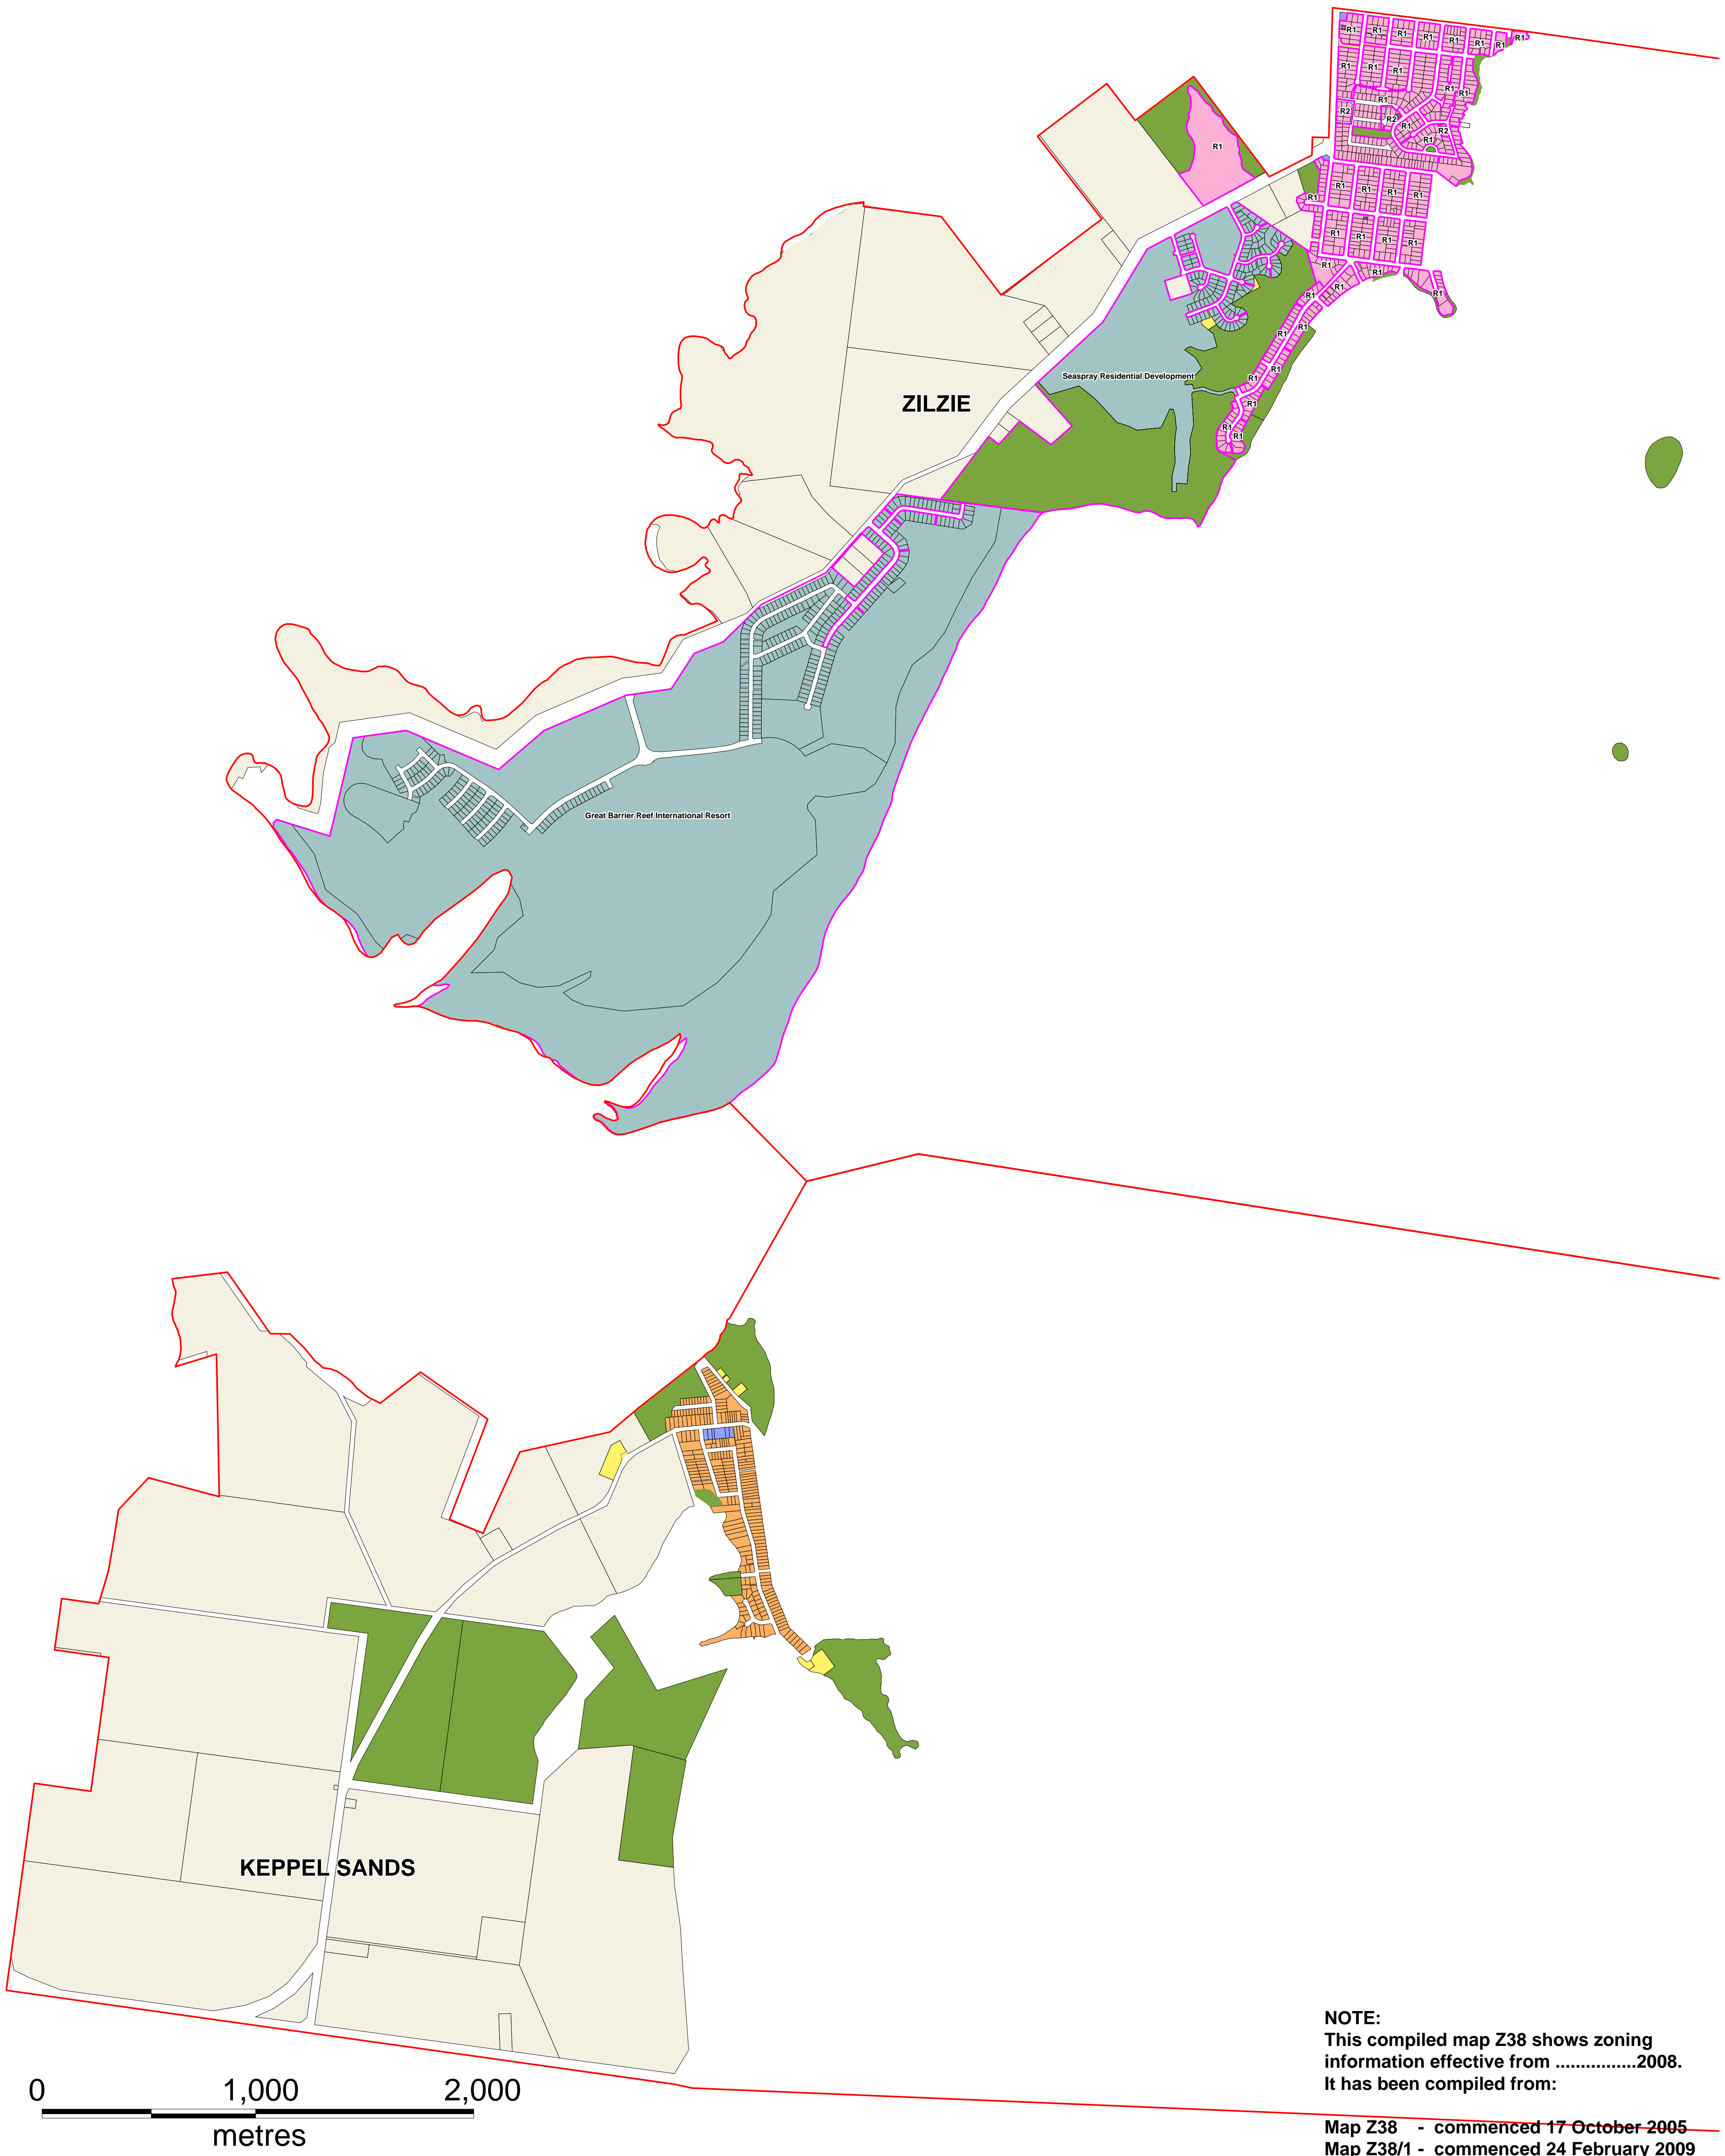 R1 R1 R1 R1 R1 R1 R1 R1
R1 R1 R1 R1 R1
R1
R2 R2 R1 R2
R1
R1
R1 R1 R1 R1
R1
R1 R1 R1 R1
R1 R1
R1 R1
R1
R1 R1
R1
R1
R1
R1
R1
Seaspray Residential Development
ZILZIE
Great Barrier Reef International Resort
KEPPEL SANDS
0 1,000 2,000
metres
NOTE:
This compiled map Z38 shows zoning
information effective from ................2008.
It has been compiled from:
Map Z38 - commenced 17 October 2005
Map Z38/1 - commenced 24 February 2009